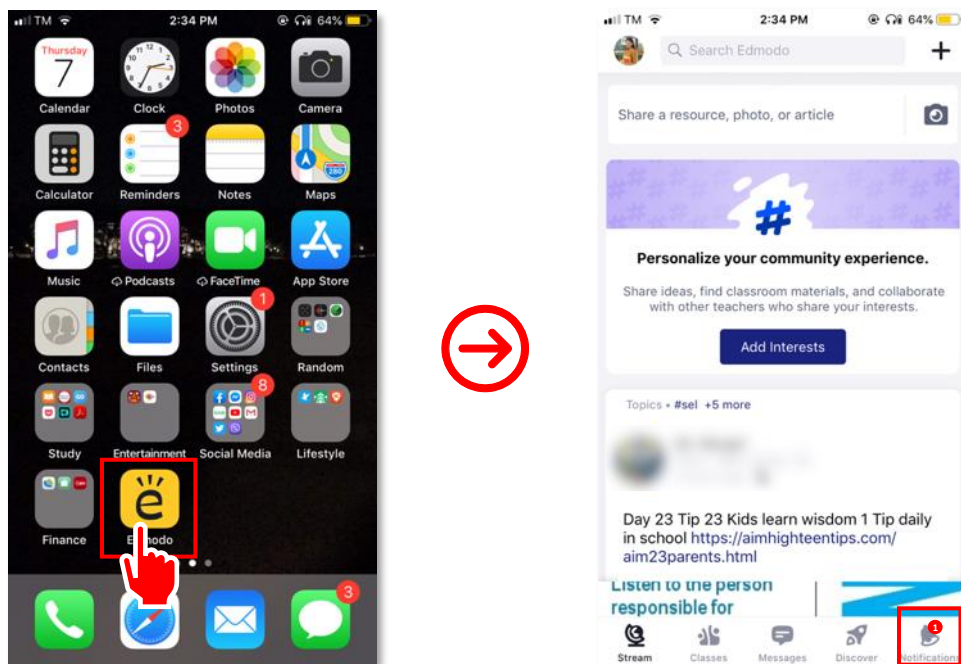 TM 2:34 PM 64%
Thursday
7
12
Calendar Clock Photos Camera
3
280
Calculator Reminders Notes Maps
Music Podcasts FaceTime App Store
1
Contacts Files Settings Random
8
Study Entertainment Social Media Lifestyle
e
Finance Edmodo
3
TM 2:34 PM 64%
Search Edmodo
Share a resource, photo, or article
#
Personalize your community experience.
Share ideas, find classroom materials, and collaborate
with other teachers who share your interests.
Add Interests
Topics • #sel +5 more
Day 23 Tip 23 Kids learn wisdom 1 Tip daily
in school https://aimhighteentips.com/
aim23parents.html
Listen to the person
responsible for
1
Stream Classes Messages Discover Notifications